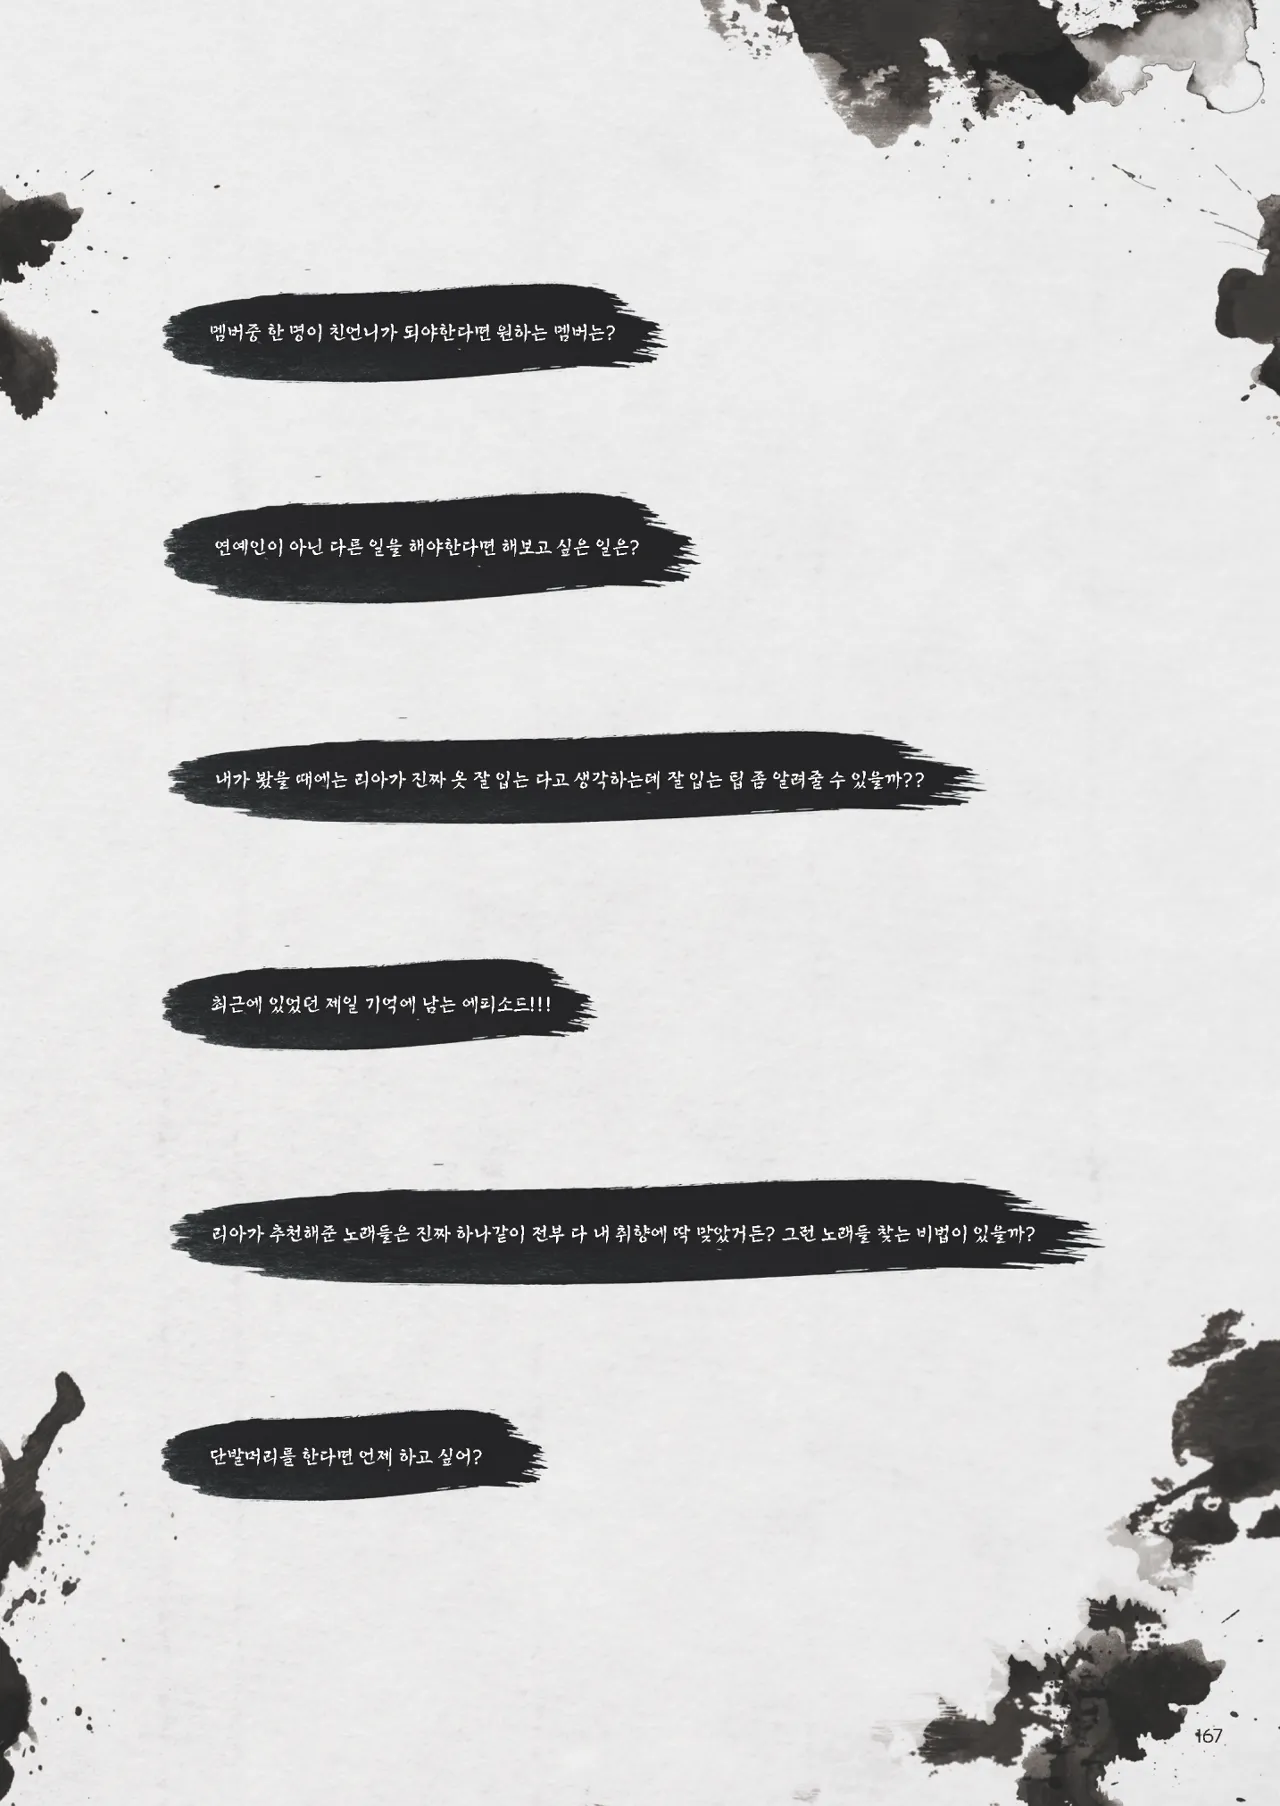 멤버중 한 명이 친언니가 되야한다면 원하는 멤버는?
연예인이 아닌 다른 일을 해야한다면 해보고 싶은 일은?
내가 봤을 때에는 리아가 진짜 옷 잘 입는 다고 생각하는데 잘 입는 팁 좀 알려줄 수 있을까??
최근에 있었던 제일 기억에 남는 에피소드!!!
리아가 추천해준 노래들은 진짜 하나같이 전부 다 내 취향에 딱 맞았거든? 그런 노래들 찾는 비법이 있을까?
단발머리를 한다면 언제 하고 싶어?
167